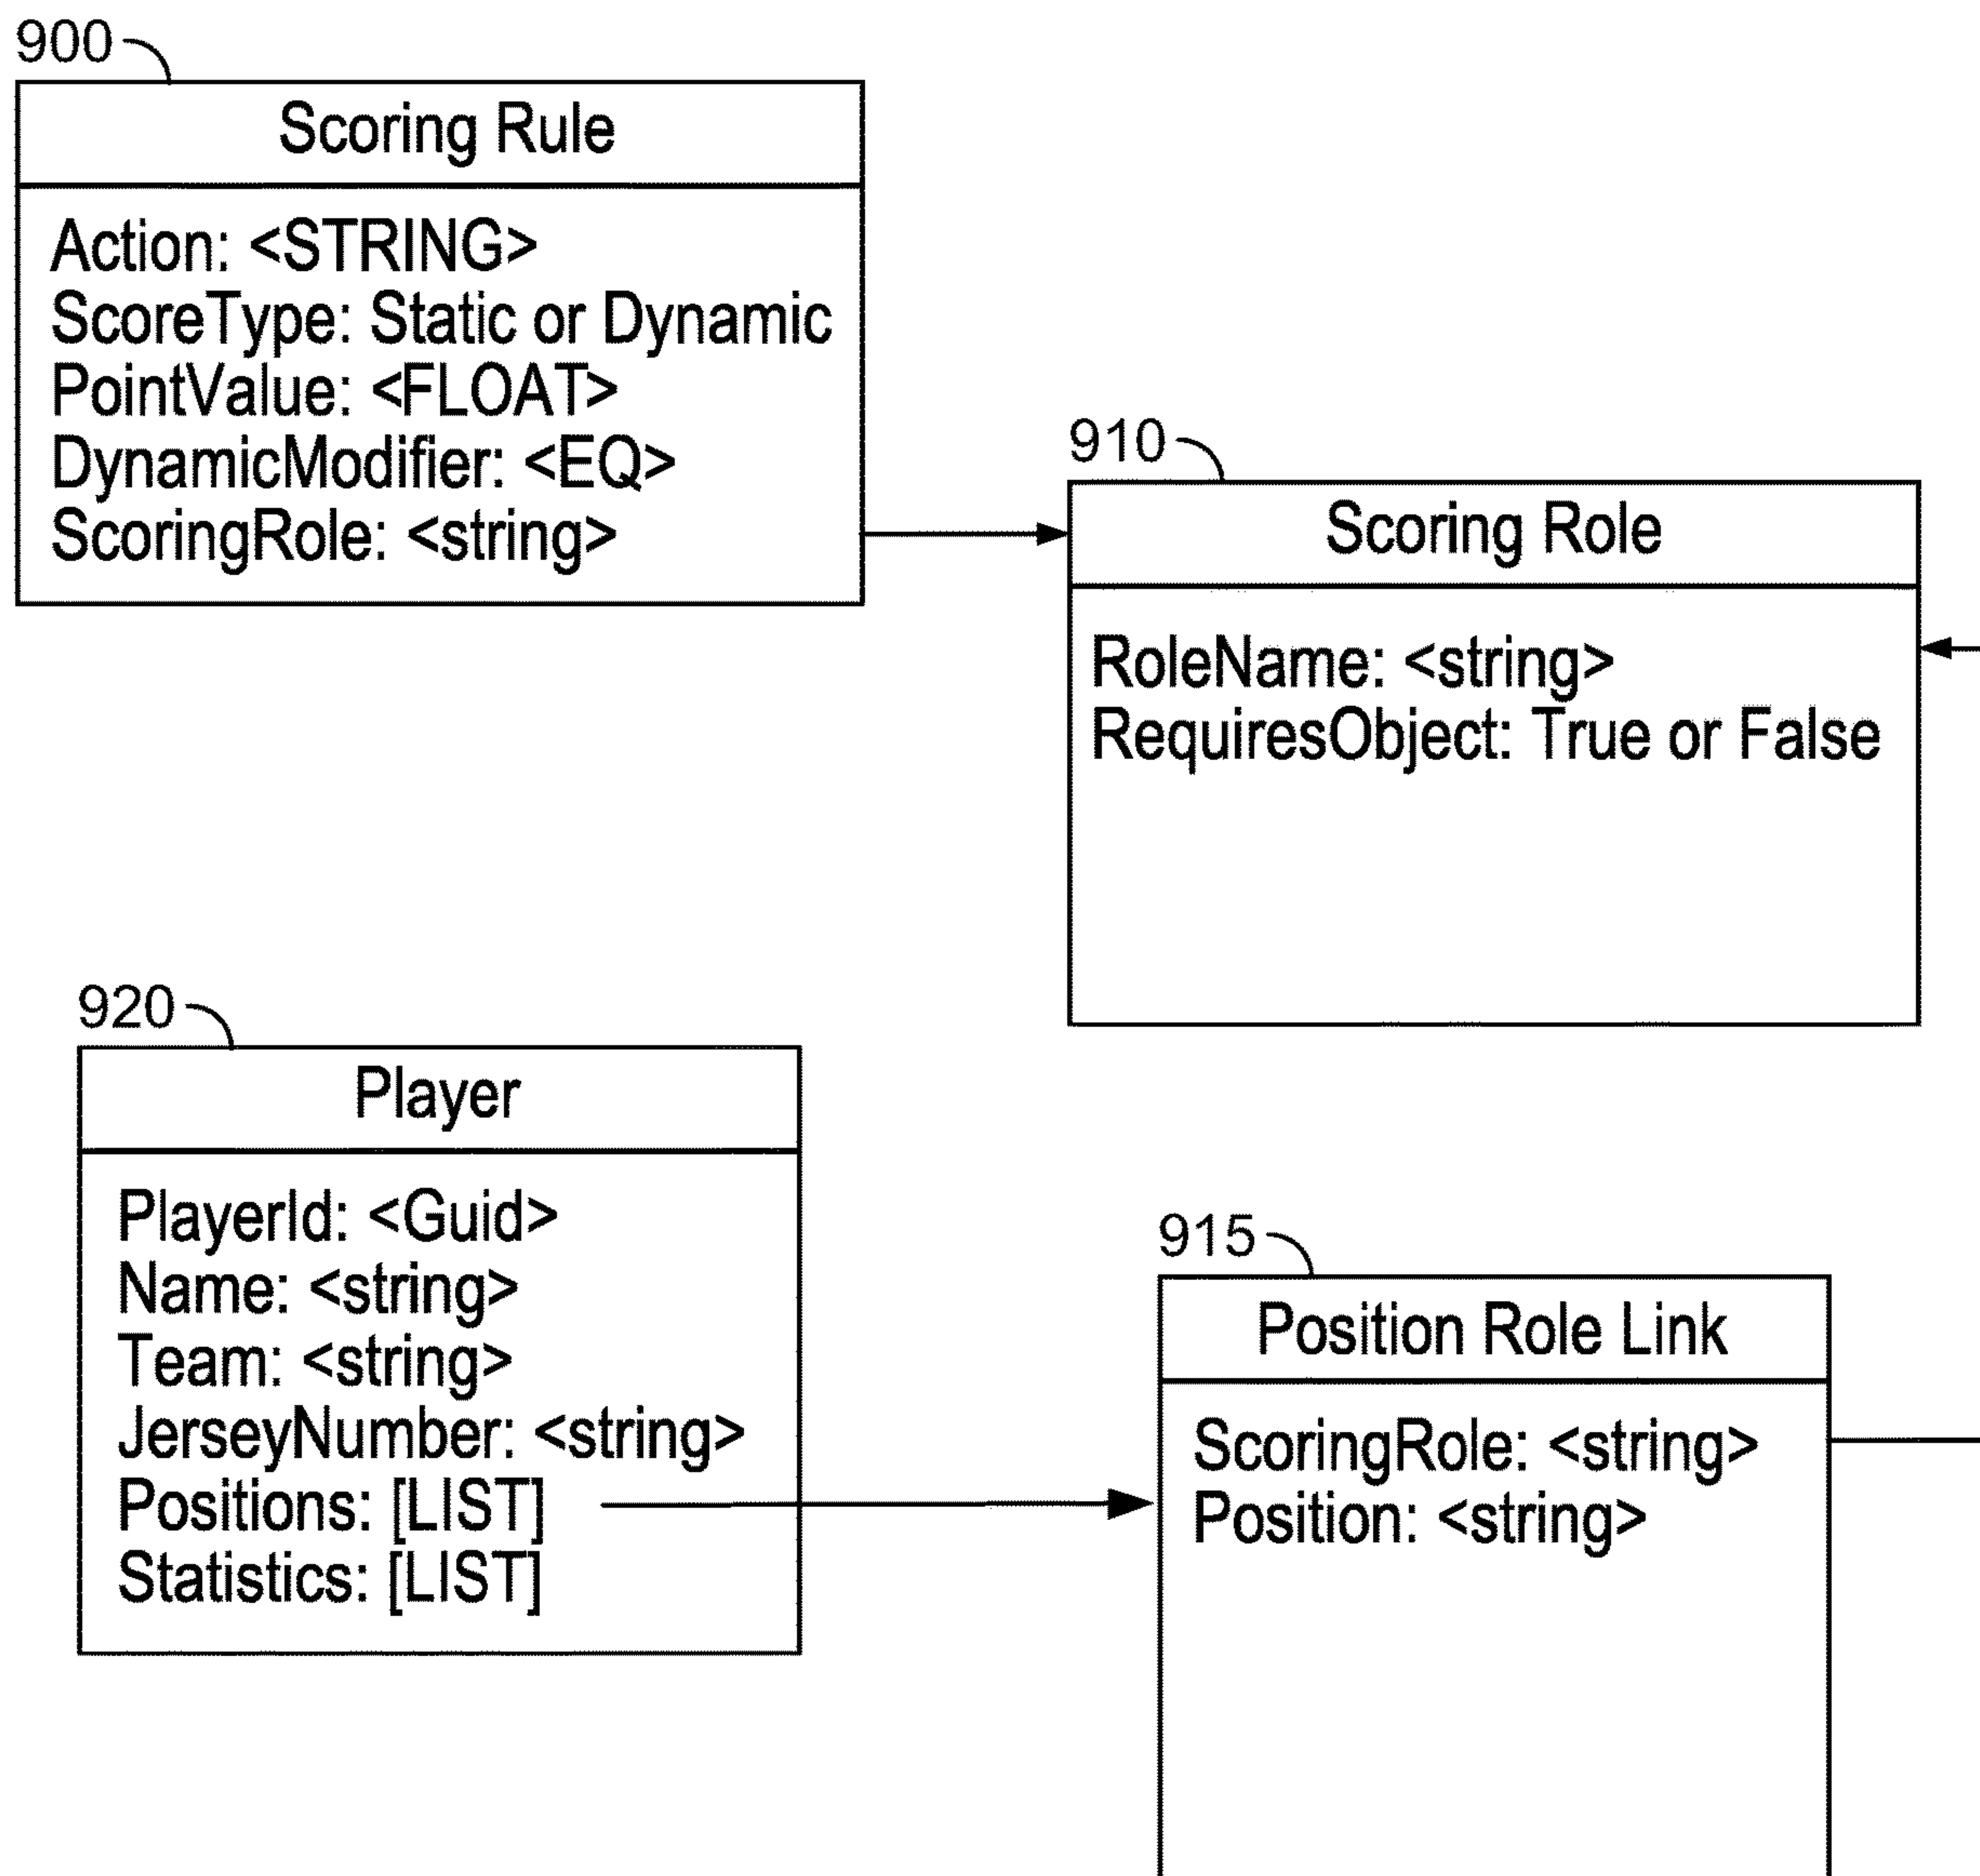 900
Scoring Rule
Action: <STRING>
ScoreType: Static or Dynamic
PointValue: <FLOAT>
DynamicModifier: <EQ>
ScoringRole: <string>
910
Scoring Role
RoleName: <string>
RequiresObject: True or False
920
Player
PlayerId: <Guid>
Name: <string>
Team: <string>
JerseyNumber: <string>
Positions: [LIST]
Statistics: [LIST]
915
Position Role Link
ScoringRole: <string>
Position: <string>